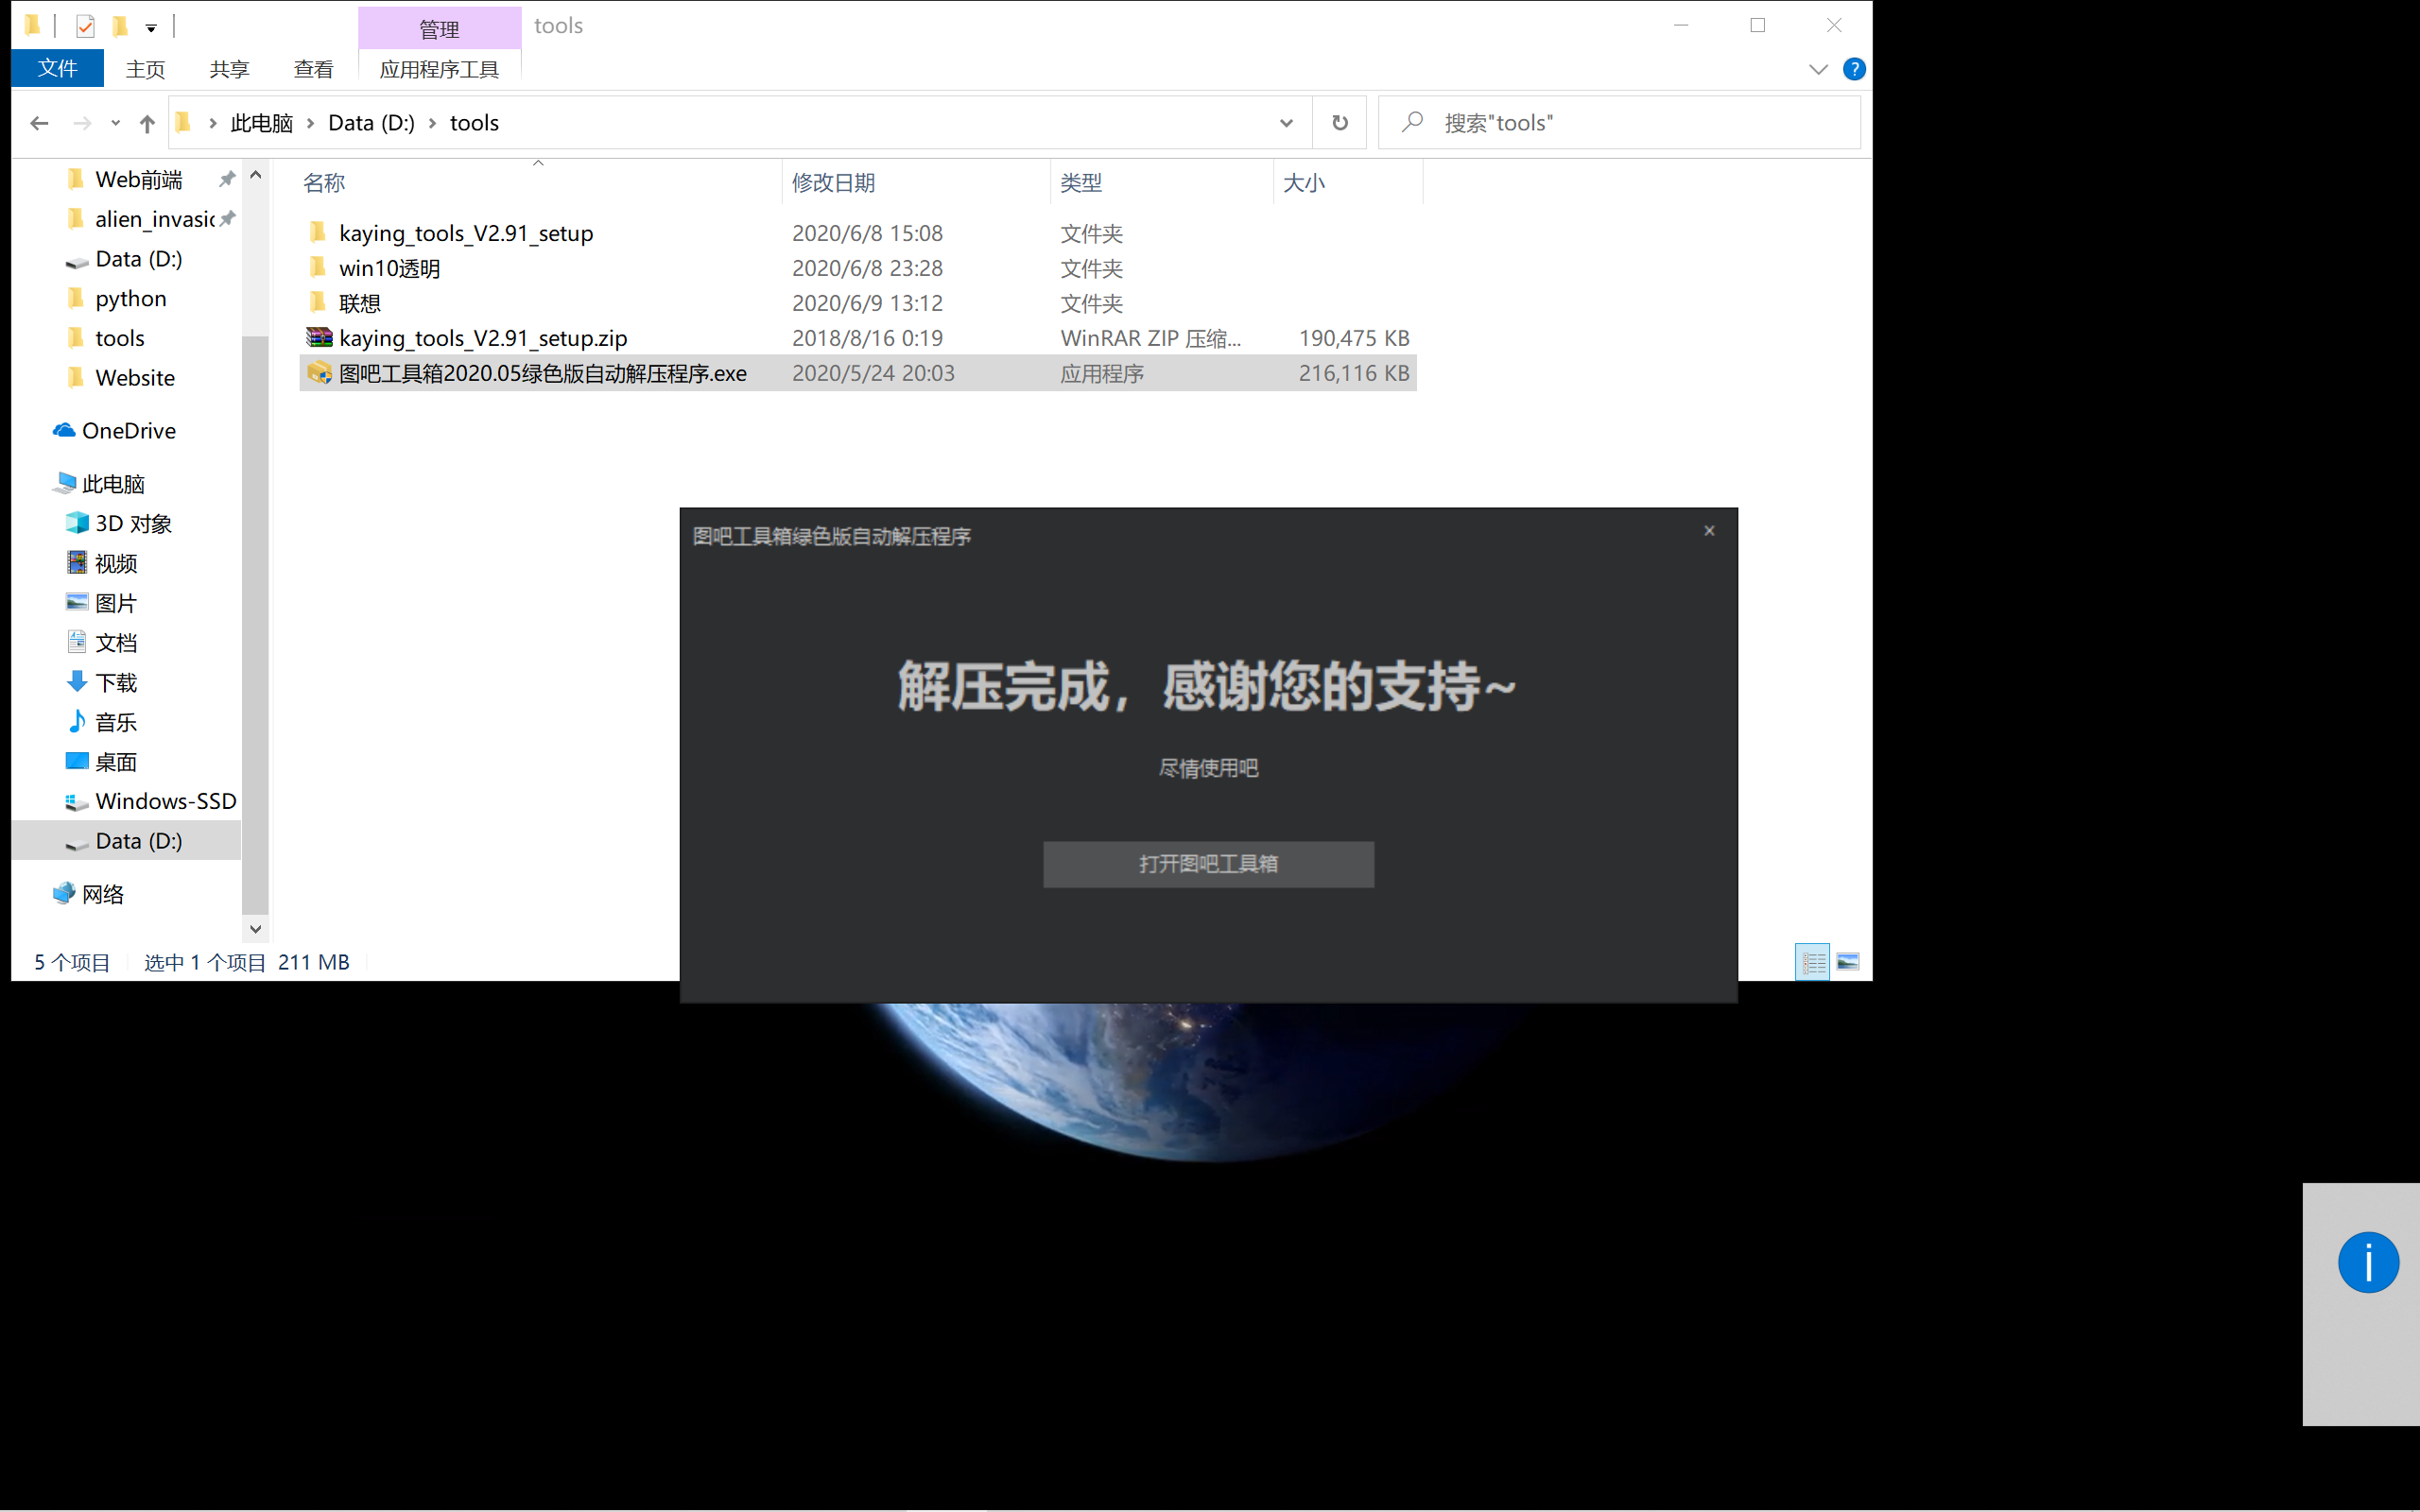 管理
tools
文件
主页
共享
查看
应用程序工具
?
此电脑 > Data (D:) > tools
搜索"tools"
名称
修改日期
类型
大小
kaying_tools_V2.91_setup 2020/6/8 15:08 文件夹
win10透明 2020/6/8 23:28 文件夹
联想 2020/6/9 13:12 文件夹
kaying_tools_V2.91_setup.zip 2018/8/16 0:19 WinRAR ZIP 压缩... 190,475 KB
图吧工具箱2020.05绿色版自动解压程序.exe 2020/5/24 20:03 应用程序 216,116 KB
Web前端
alien_invasic
Data (D:)
python
tools
Website
OneDrive
此电脑
3D 对象
视频
图片
文档
下载
音乐
桌面
Windows-SSD
Data (D:)
网络
5 个项目
选中 1 个项目 211 MB
图吧工具箱绿色版自动解压程序
解压完成，感谢您的支持~
尽情使用吧
打开图吧工具箱
i